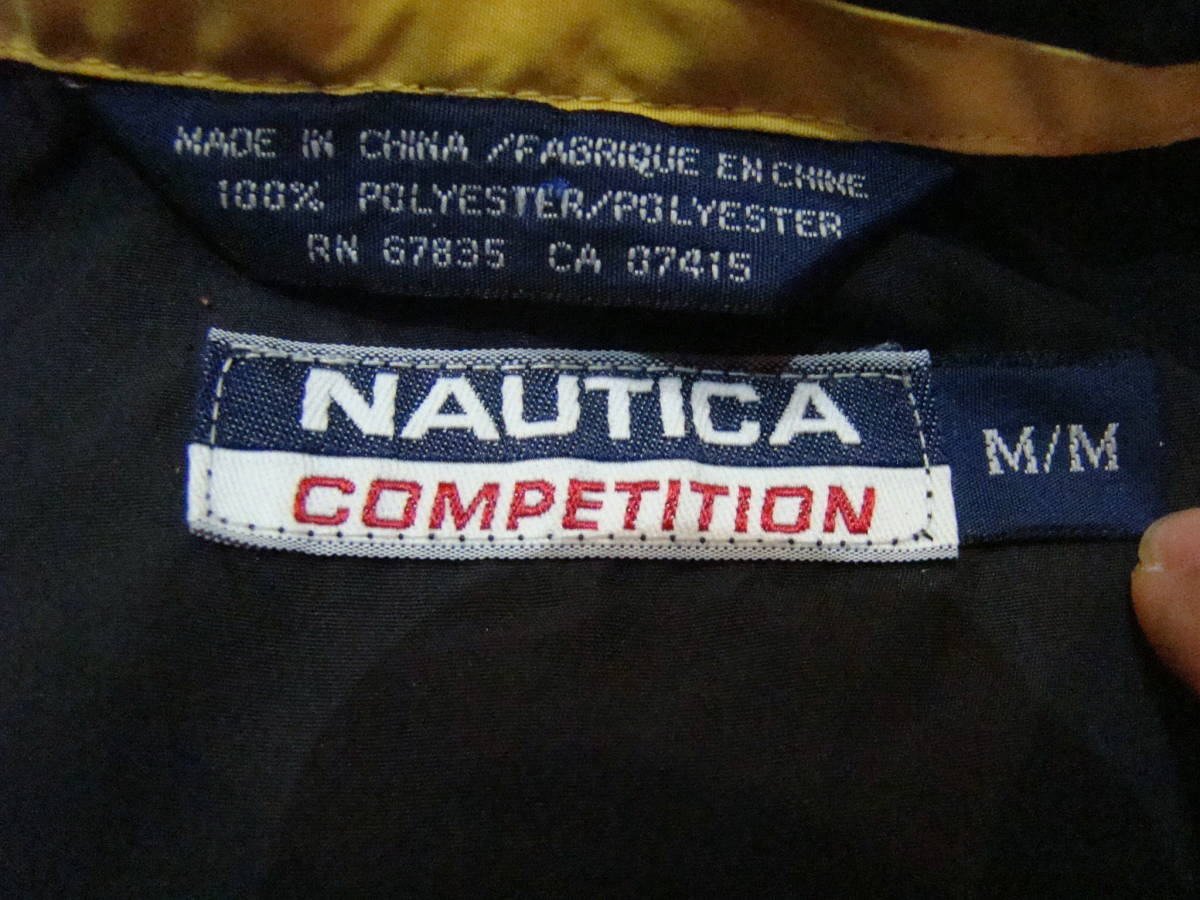 MADE IN CHINA / FABRIQUE EN CHINE
100% POLYESTER/POLYESTER
RN 67835 CA 07415
NAUTICA
COMPETITION
M/M